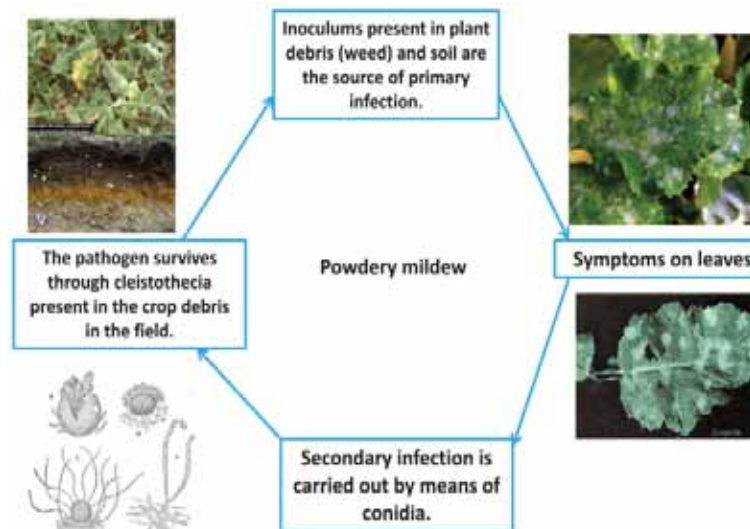 Inoculums present in plant
debris (weed) and soil are
the source of primary
infection.
The pathogen survives
through cleistothecia
present in the crop debris
in the field.
Powdery mildew
Symptoms on leaves
Secondary infection is
carried out by means of
conidia.